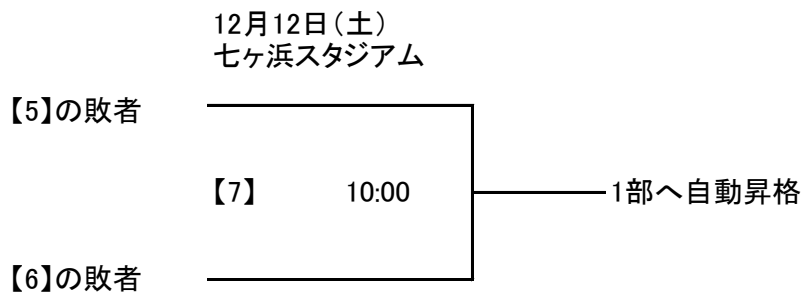 12月12日(土)
七ヶ浜スタジアム
【5】の敗者
【7】 10:00
1部へ自動昇格
【6】の敗者